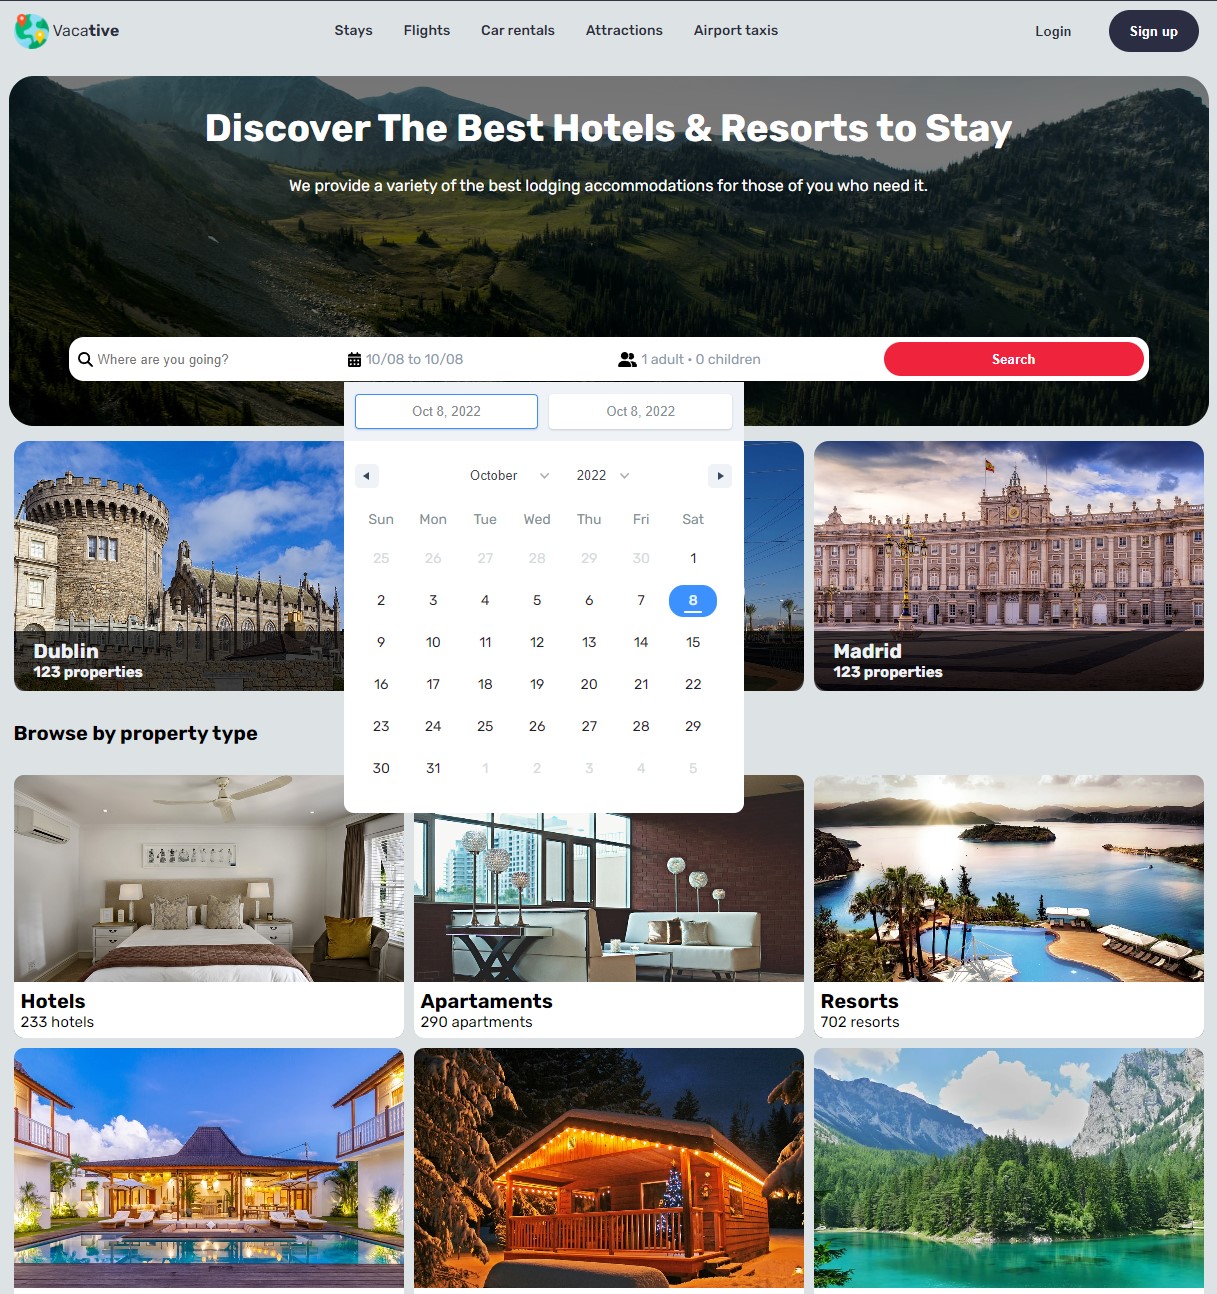 Vacative
Stays Flights Car rentals Attractions Airport taxis
Login Sign up
Discover The Best Hotels & Resorts to Stay
We provide a variety of the best lodging accommodations for those of you who need it.
Where are you going? 10/08 to 10/08 1 adult • 0 children Search
Oct 8, 2022 Oct 8, 2022
October 2022
Sun Mon Tue Wed Thu Fri Sat
25 26 27 28 29 30 1
2 3 4 5 6 7 8
9 10 11 12 13 14 15
16 17 18 19 20 21 22
23 24 25 26 27 28 29
30 31 1 2 3 4 5
Dublin
123 properties
Madrid
123 properties
Browse by property type
Hotels
233 hotels
Apartaments
290 apartments
Resorts
702 resorts